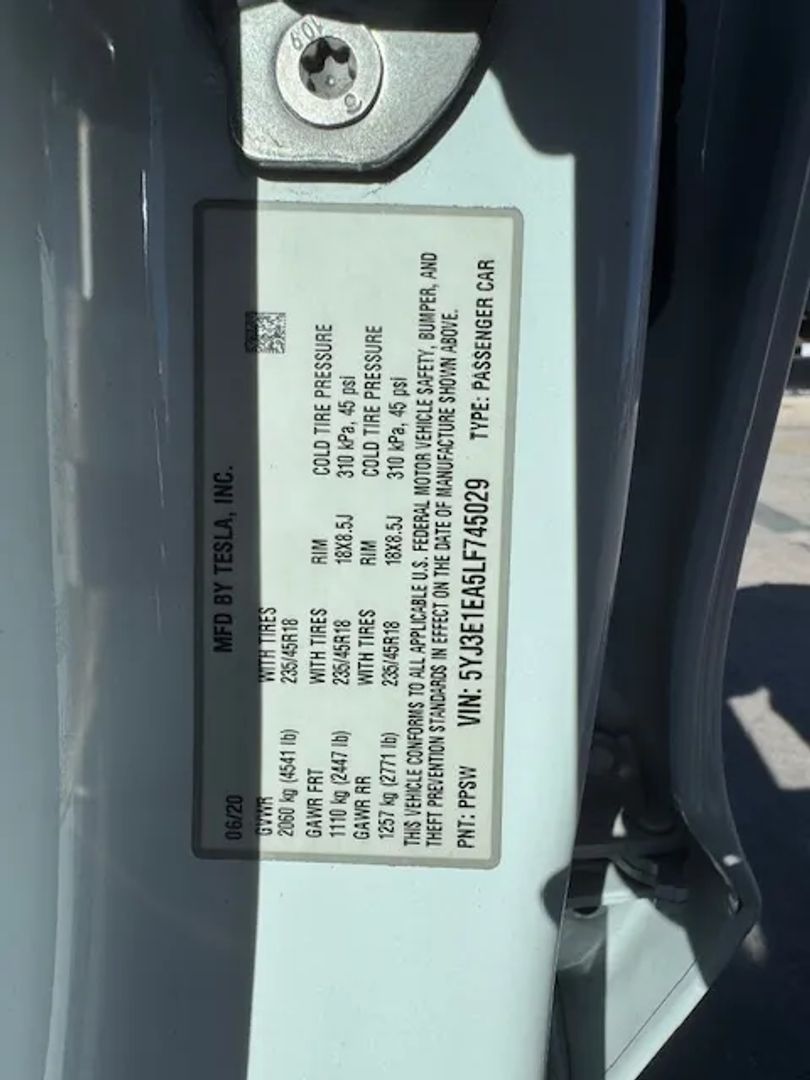 10.9
MFD BY TESLA, INC.
06/20
GVWR WITH TIRES
2060 kg (4541 lb) 235/45R18
GAWR FRT WITH TIRES RIM COLD TIRE PRESSURE
1110 kg (2447 lb) 235/45R18 18X8.5J 310 kPa, 45 psi
GAWR RR WITH TIRES RIM COLD TIRE PRESSURE
1257 kg (2771 lb) 235/45R18 18X8.5J 310 kPa, 45 psi
THIS VEHICLE CONFORMS TO ALL APPLICABLE U.S. FEDERAL MOTOR VEHICLE SAFETY, BUMPER, AND
THEFT PREVENTION STANDARDS IN EFFECT ON THE DATE OF MANUFACTURE SHOWN ABOVE.
PNT: PPSW VIN: 5YJ3E1EA5LF745029 TYPE: PASSENGER CAR